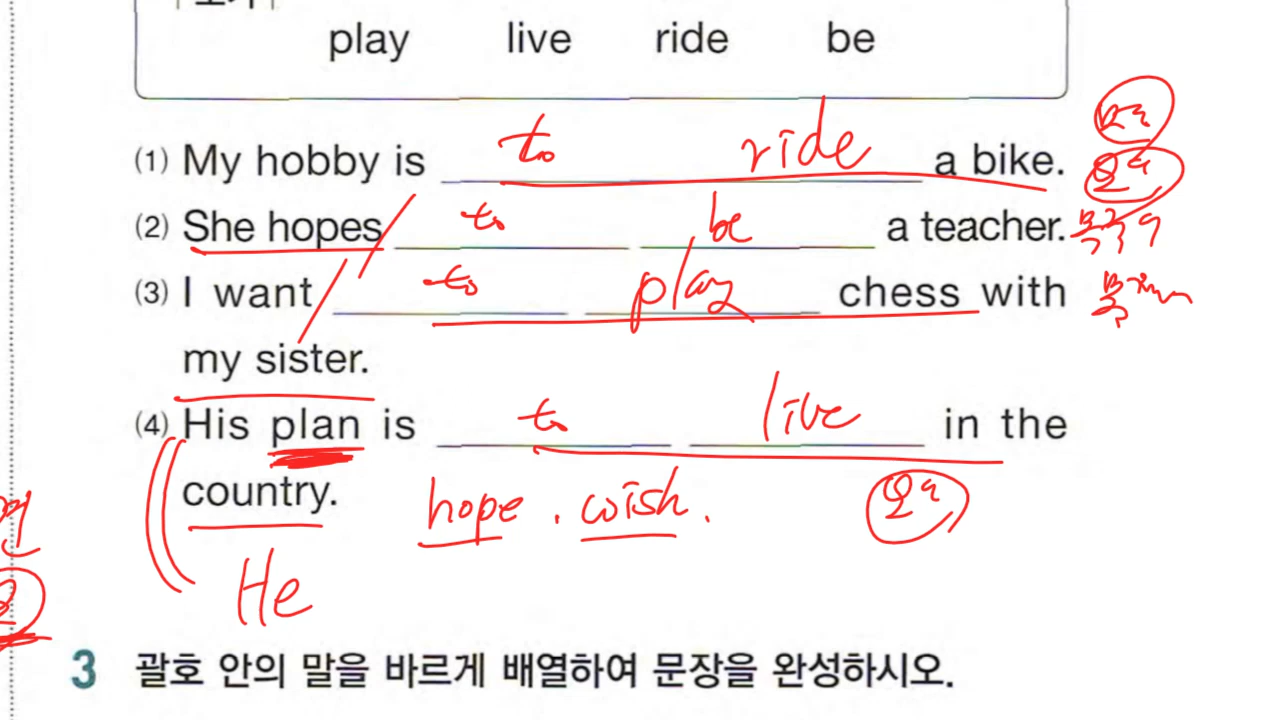 play live ride be
(1) My hobby is to ride a bike. 보어
(2) She hopes to be a teacher.
(3) I want to play chess with
my sister.
(4) His plan is to live in the
country. hope . wish .
He
3 괄호 안의 말을 바르게 배열하여 문장을 완성하시오.